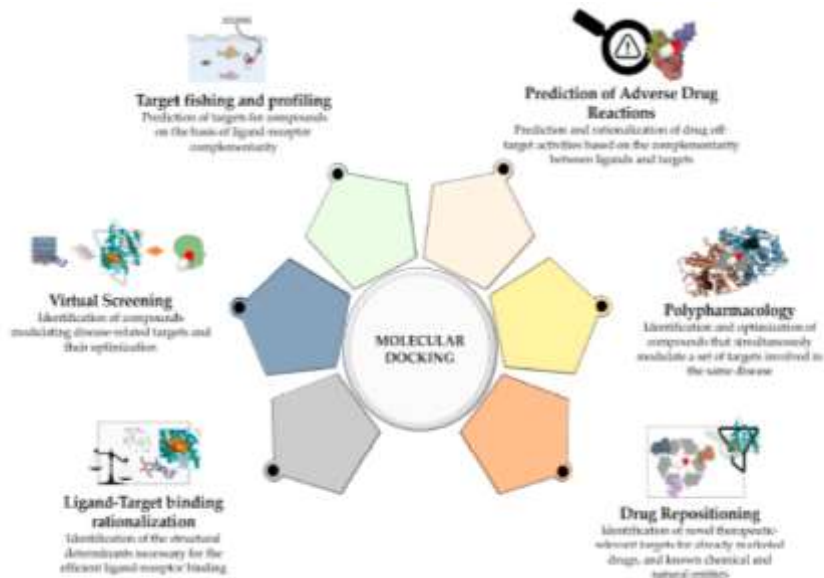 Target fishing and profiling
Prediction of targets for compounds
on the basis of ligand-receptor
complementarity
Prediction of Adverse Drug
Reactions
Prediction and rationalization of drug off-
target activities based on the complementarity
between ligands and targets
Virtual Screening
Identification of compounds
modulating disease-related targets and
their optimization
MOLECULAR
DOCKING
Polypharmacology
Identification and optimization of
compounds that simultaneously
modulate a set of targets involved in
the same disease
Ligand-Target binding
rationalization
Identification of the structural
determinants necessary for the
efficient ligand-receptor binding
Drug Repositioning
Identification of novel therapeutic-
relevant targets for already marketed
drugs, and known chemical and
natural entities